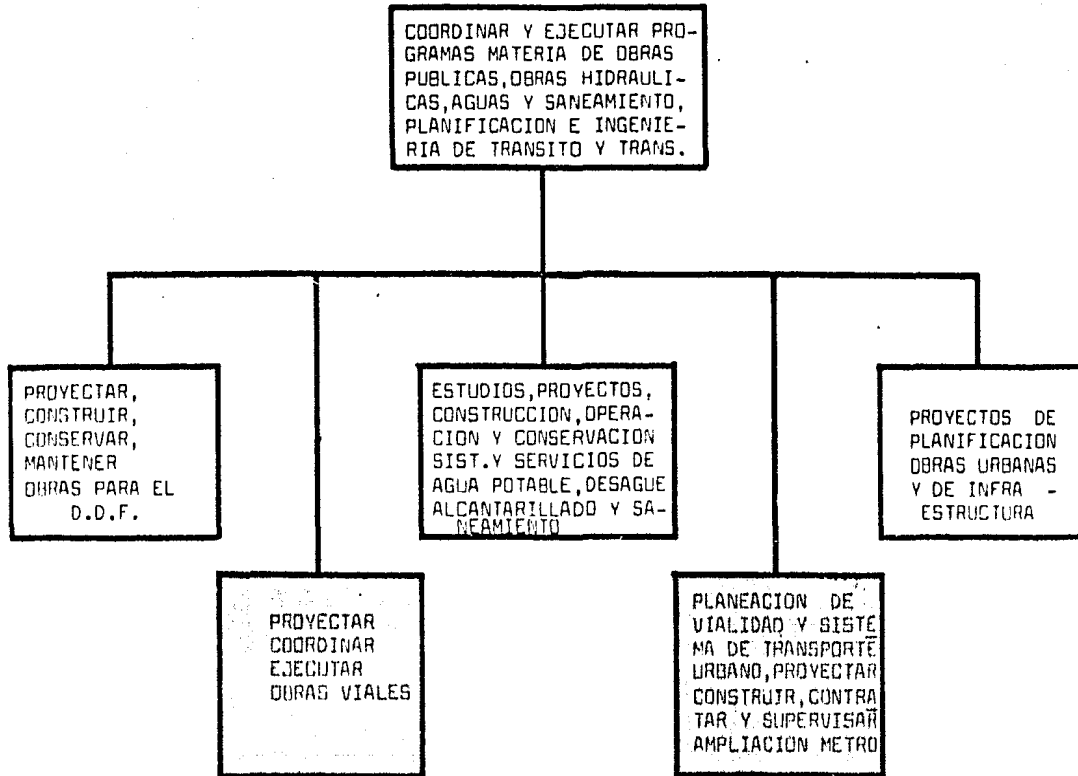 COORDINAR Y EJECUTAR PRO-
GRAMAS MATERIA DE OBRAS
PUBLICAS,OBRAS HIDRAULI-
CAS,AGUAS Y SANEAMIENTO,
PLANIFICACION E INGENIE-
RIA DE TRANSITO Y TRANS.
PROYECTAR,
CONSTRUIR,
CONSERVAR,
MANTENER
OBRAS PARA EL
D.D.F.
ESTUDIOS,PROYECTOS,
CONSTRUCCION,OPERA-
CION Y CONSERVACION
SIST.Y SERVICIOS DE
AGUA POTABLE,DESAGUE
ALCANTARILLADO Y SA-
NEAMIENTO
PROYECTOS DE
PLANIFICACION
OBRAS URBANAS
Y DE INFRA -
ESTRUCTURA
PROYECTAR
COORDINAR
EJECUTAR
OBRAS VIALES
PLANEACION DE
VIALIDAD Y SISTE
MA DE TRANSPORTE
URBANO,PROYECTAR
CONSTRUIR,CONTRA
TAR Y SUPERVISAR
AMPLIACION METRO